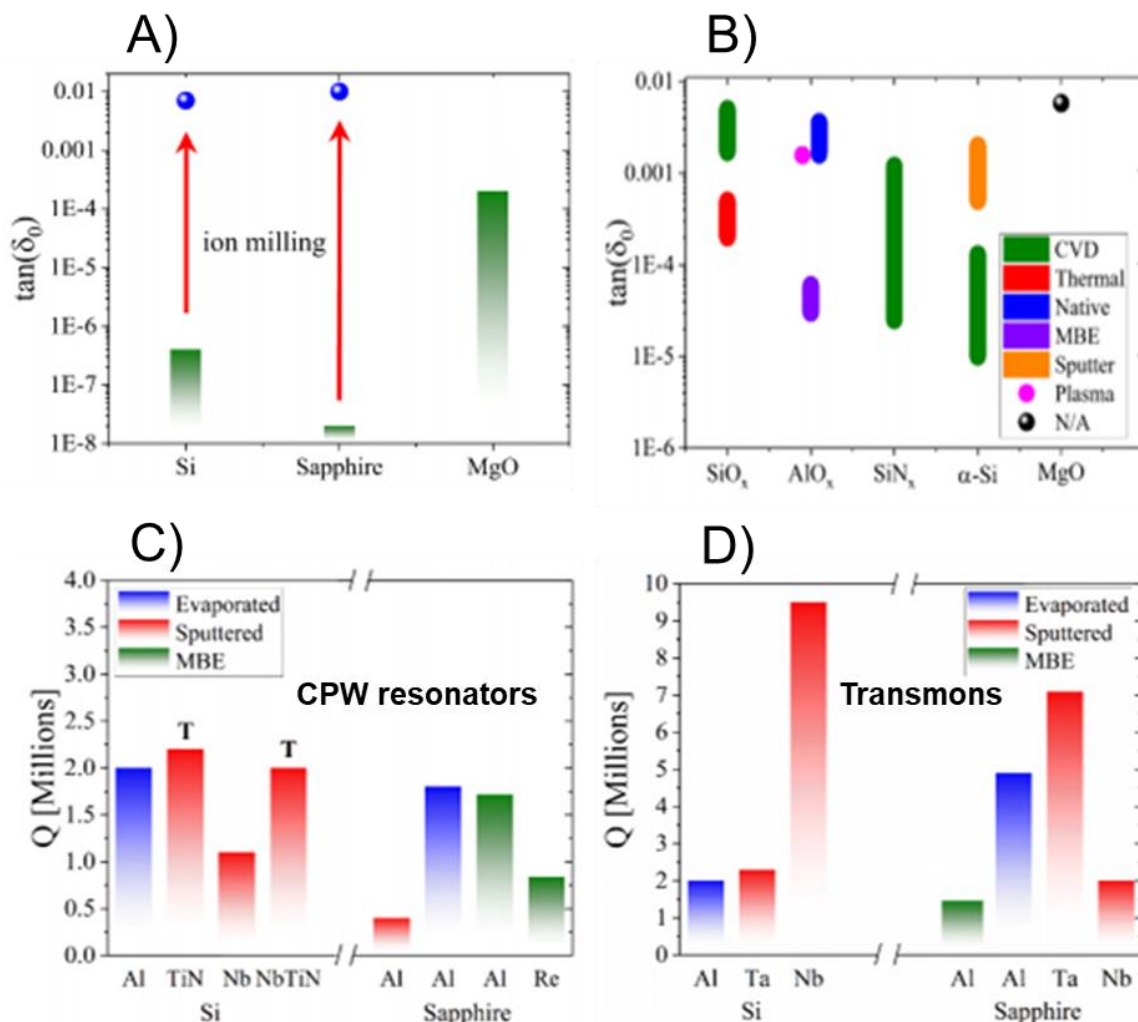 A)
0.01
0.001
1E-4
1E-5
1E-6
1E-7
1E-8
tan(δ₀)
ion milling
Si
Sapphire
MgO
B)
0.01
0.001
1E-4
1E-5
1E-6
tan(δ₀)
CVD
Thermal
Native
MBE
Sputter
Plasma
N/A
SiOₓ
AlOₓ
SiNₓ
α-Si
MgO
C)
4.0
3.5
3.0
2.5
2.0
1.5
1.0
0.5
0.0
Q [Millions]
Evaporated
Sputtered
MBE
CPW resonators
T
T
Al
TiN
Nb
NbTiN
Al
Al
Al
Re
Si
Sapphire
D)
10
9
8
7
6
5
4
3
2
1
0
Q [Millions]
Evaporated
Sputtered
MBE
Transmons
Al
Ta
Nb
Al
Al
Ta
Nb
Si
Sapphire